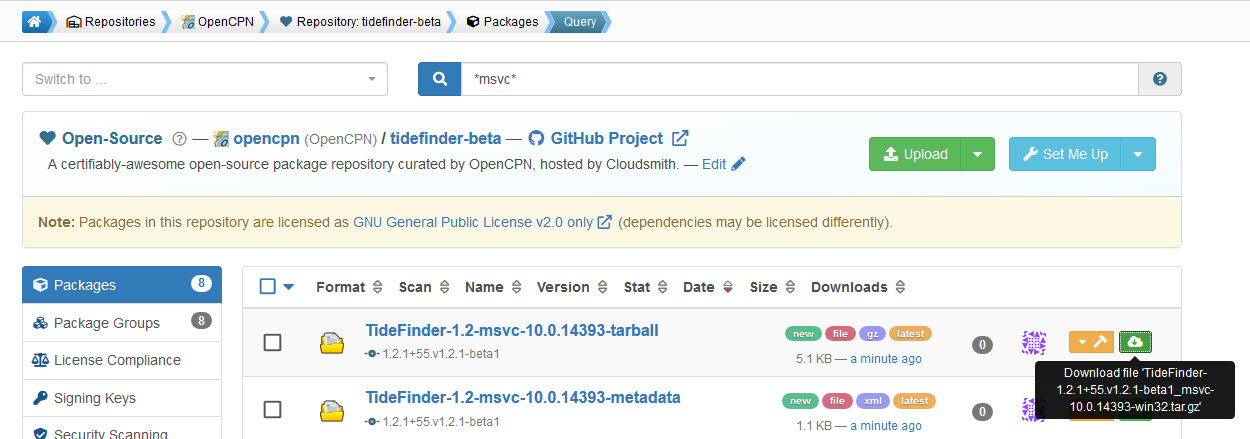 Repositories OpenCPN Repository: tidefinder-beta Packages Query
Switch to ... *msvc*
Open-Source — opencpn (OpenCPN) / tidefinder-beta — GitHub Project
A certifiably-awesome open-source package repository curated by OpenCPN, hosted by Cloudsmith. — Edit
Upload Set Me Up
Note: Packages in this repository are licensed as GNU General Public License v2.0 only (dependencies may be licensed differently).
Packages 8
Package Groups 8
License Compliance
Signing Keys
Security Scanning
Format Scan Name Version Stat Date Size Downloads
TideFinder-1.2-msvc-10.0.14393-tarball
1.2.1+55.v1.2.1-beta1
new file gz latest
5.1 KB — a minute ago
0
TideFinder-1.2-msvc-10.0.14393-metadata
1.2.1+55.v1.2.1-beta1
new file xml latest
1.1 KB — a minute ago
0
Download file 'TideFinder-
1.2.1+55.v1.2.1-beta1_msvc-
10.0.14393-win32.tar.gz'